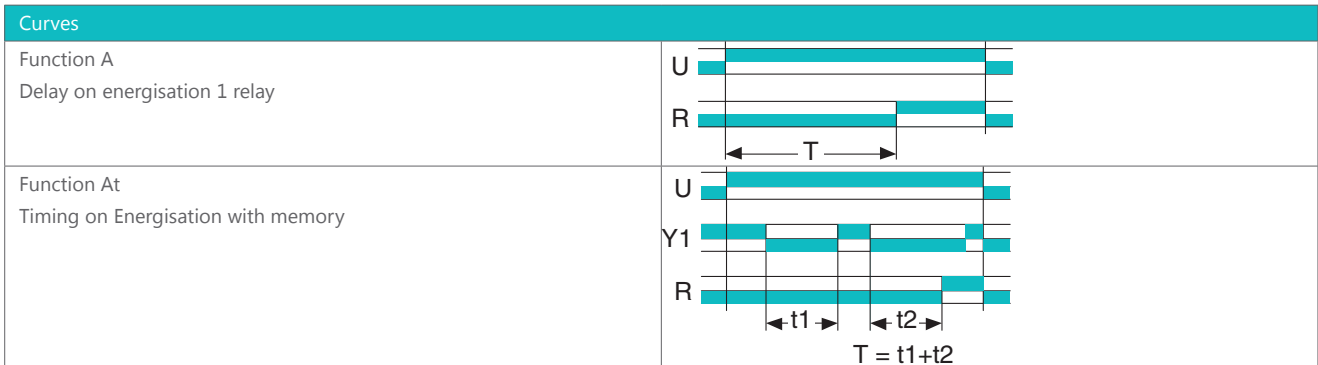 Curves
Function A
Delay on energisation 1 relay
U
R
T
Function At
Timing on Energisation with memory
U
Y1
R
t1
t2
T = t1+t2